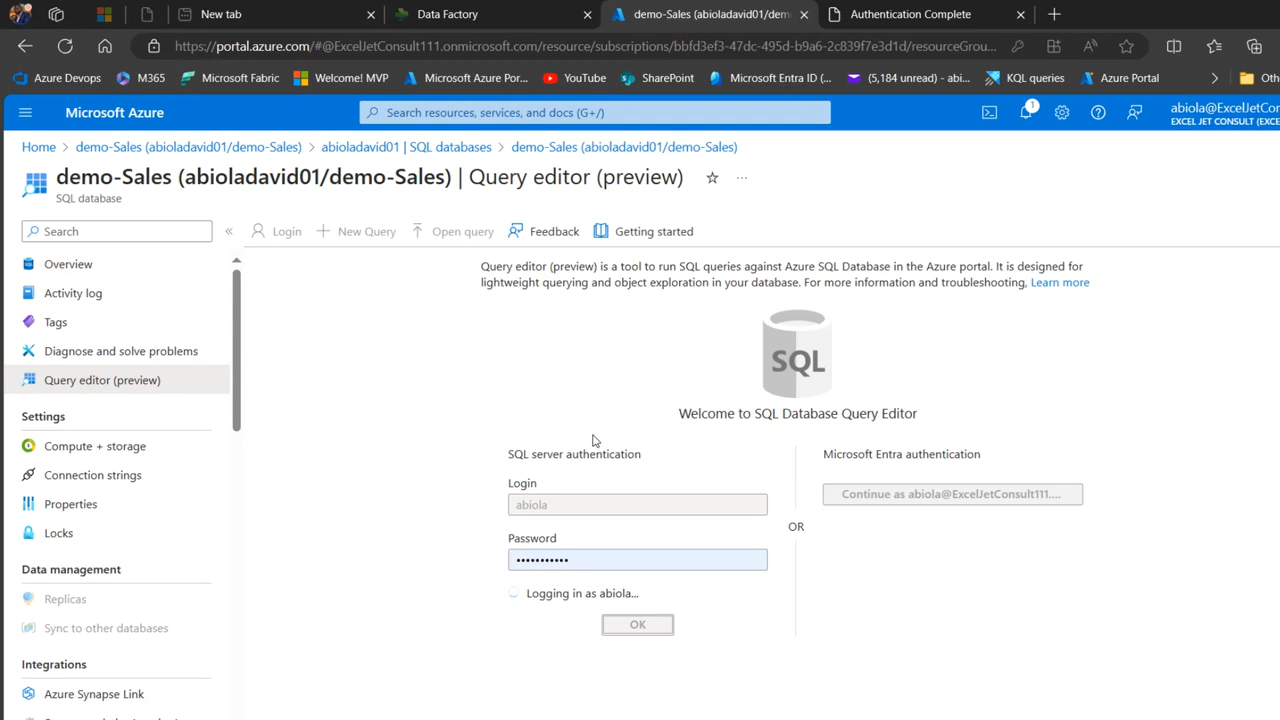 New tab
Data Factory
demo-Sales (abioladavid01/dem
Authentication Complete
https://portal.azure.com/#@ExcelJetConsult111.onmicrosoft.com/resource/subscriptions/bbfd3ef3-47dc-495d-b9a6-2c839f7e3d1d/resourceGrou...
Azure Devops
M365
Microsoft Fabric
Welcome! MVP
Microsoft Azure Por...
YouTube
SharePoint
Microsoft Entra ID (...
(5,184 unread) - abi...
KQL queries
Azure Portal
Oth
Microsoft Azure
Search resources, services, and docs (G+/)
1
abiola@ExcelJetCons
EXCEL JET CONSULT (EXCE
Home > demo-Sales (abioladavid01/demo-Sales) > abioladavid01 | SQL databases > demo-Sales (abioladavid01/demo-Sales)
demo-Sales (abioladavid01/demo-Sales) | Query editor (preview)
SQL database
Search
Login
New Query
Open query
Feedback
Getting started
Overview
Activity log
Tags
Diagnose and solve problems
Query editor (preview)
Settings
Compute + storage
Connection strings
Properties
Locks
Data management
Replicas
Sync to other databases
Integrations
Azure Synapse Link
Query editor (preview) is a tool to run SQL queries against Azure SQL Database in the Azure portal. It is designed for
lightweight querying and object exploration in your database. For more information and troubleshooting, Learn more
SQL
Welcome to SQL Database Query Editor
SQL server authentication
Login
abiola
Password
•••••••••••
Logging in as abiola...
OK
OR
Microsoft Entra authentication
Continue as abiola@ExcelJetConsult111....